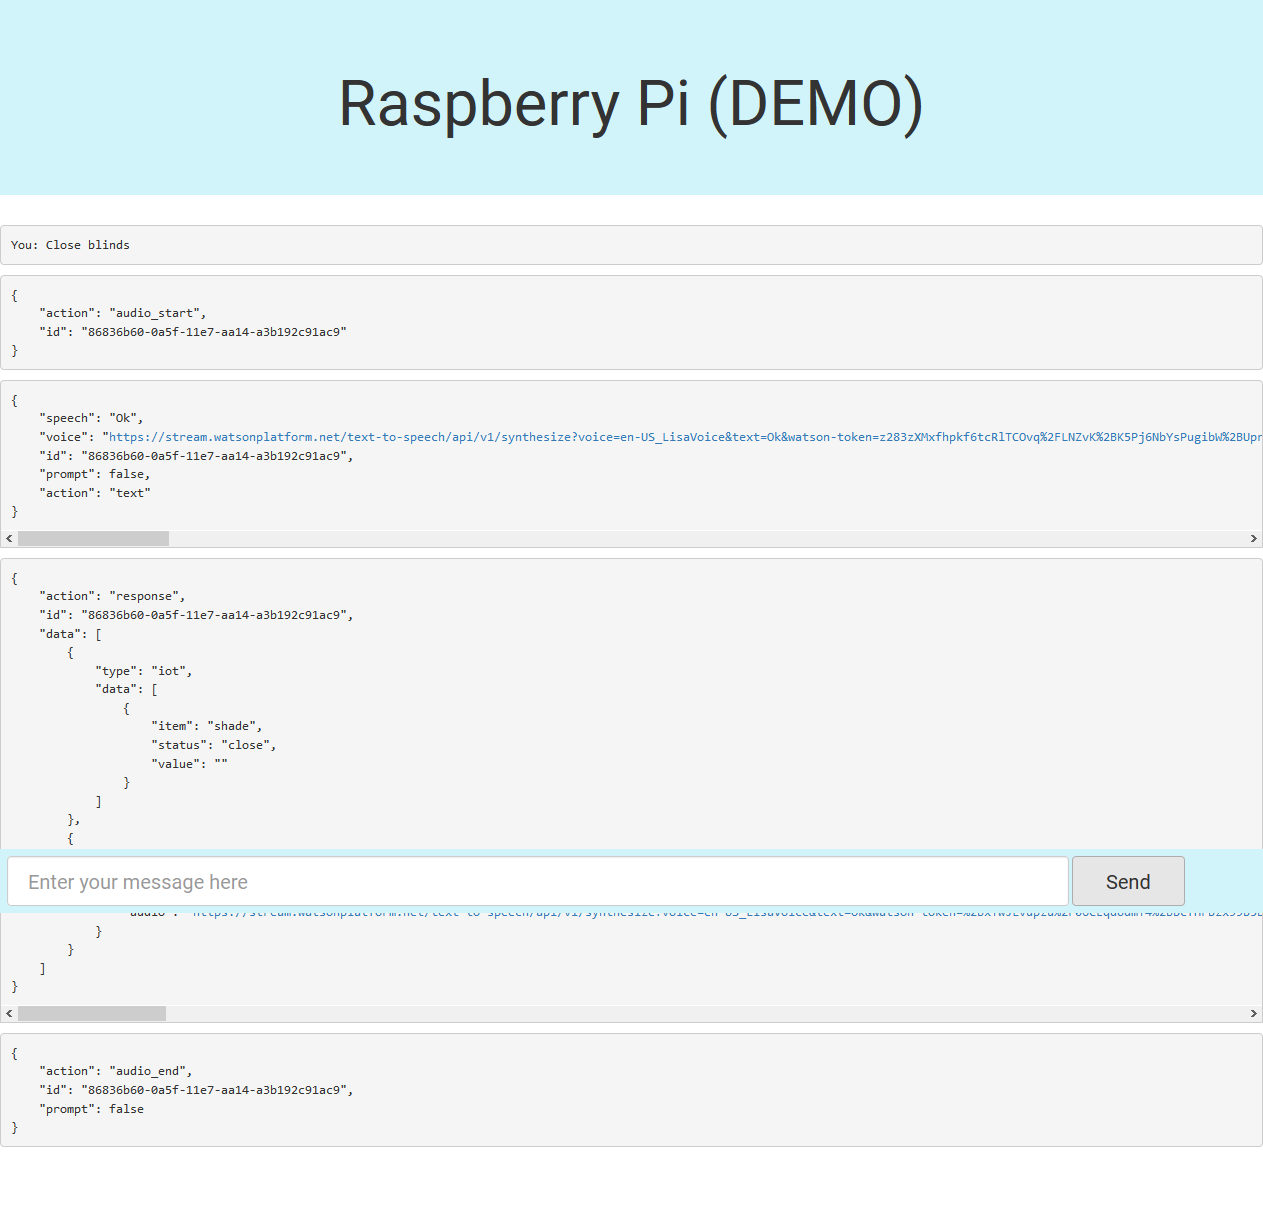 Raspberry Pi (DEMO)
You: Close blinds
{
    "action": "audio_start",
    "id": "86836b60-0a5f-11e7-aa14-a3b192c91ac9"
}
{
    "speech": "Ok",
    "voice": "https://stream.watsonplatform.net/text-to-speech/api/v1/synthesize?voice=en-US_LisaVoice&text=Ok&watson-token=z283zXMxfhpkf6tcRlTCOvq%2FLNZvK%2BK5Pj6NbYsPugibW%2BUpr
    "id": "86836b60-0a5f-11e7-aa14-a3b192c91ac9",
    "prompt": false,
    "action": "text"
}
{
    "action": "response",
    "id": "86836b60-0a5f-11e7-aa14-a3b192c91ac9",
    "data": [
        {
            "type": "iot",
            "data": [
                {
                    "item": "shade",
                    "status": "close",
                    "value": ""
                }
            ]
        },
        {
Enter your message here
Send
            }
        }
    ]
}
{
    "action": "audio_end",
    "id": "86836b60-0a5f-11e7-aa14-a3b192c91ac9",
    "prompt": false
}